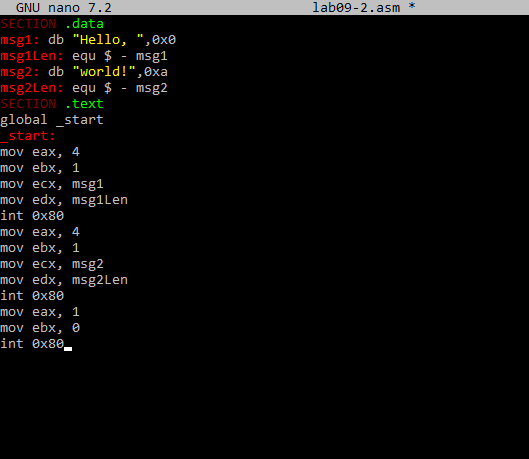 GNU nano 7.2 lab09-2.asm *
SECTION .data
msg1: db "Hello, ",0x0
msg1Len: equ $ - msg1
msg2: db "world!",0xa
msg2Len: equ $ - msg2
SECTION .text
global _start
_start:
mov eax, 4
mov ebx, 1
mov ecx, msg1
mov edx, msg1Len
int 0x80
mov eax, 4
mov ebx, 1
mov ecx, msg2
mov edx, msg2Len
int 0x80
mov eax, 1
mov ebx, 0
int 0x80